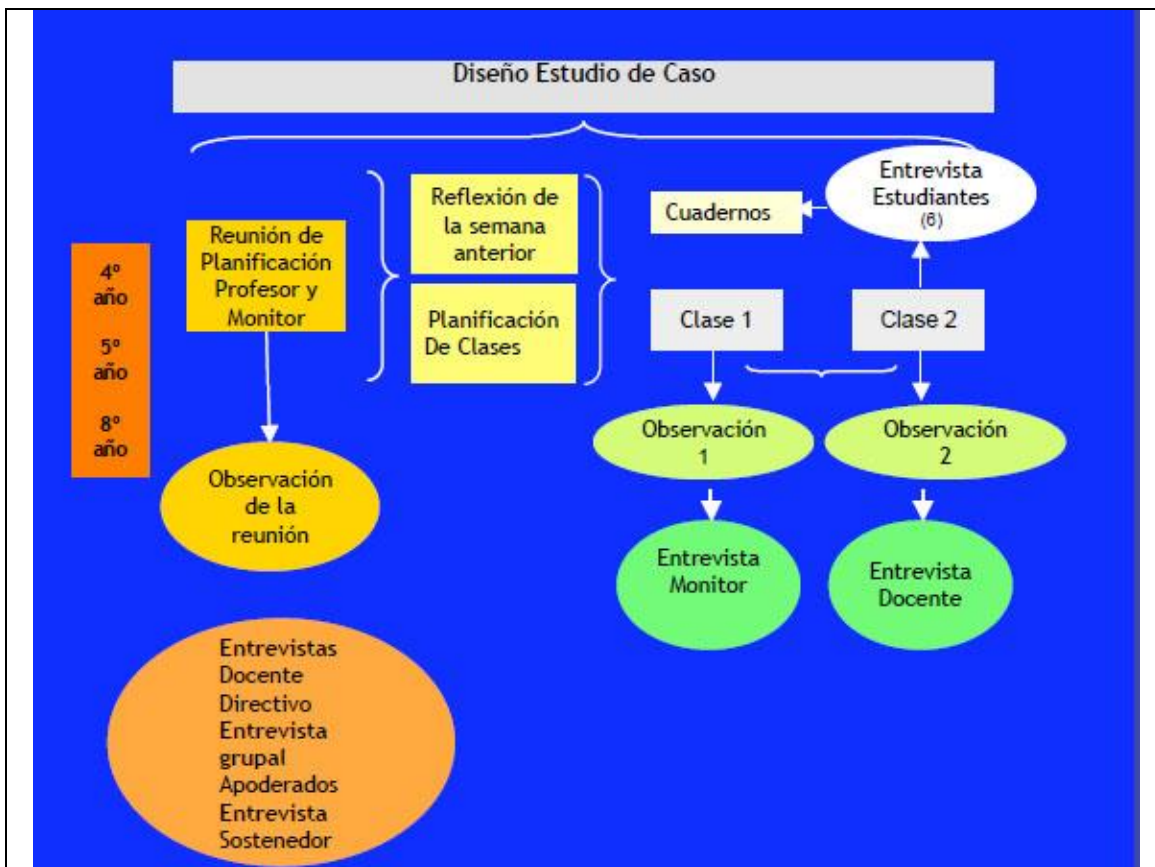 Diseño Estudio de Caso
4º
año
5º
año
8º
año
Reunión de
Planificación
Profesor y
Monitor
Observación
de la
reunión
Reflexión de
la semana
anterior
Planificación
De Clases
Cuadernos
Entrevista
Estudiantes
(6)
Clase 1
Clase 2
Observación
1
Observación
2
Entrevista
Monitor
Entrevista
Docente
Entrevistas
Docente
Directivo
Entrevista
grupal
Apoderados
Entrevista
Sostenedor